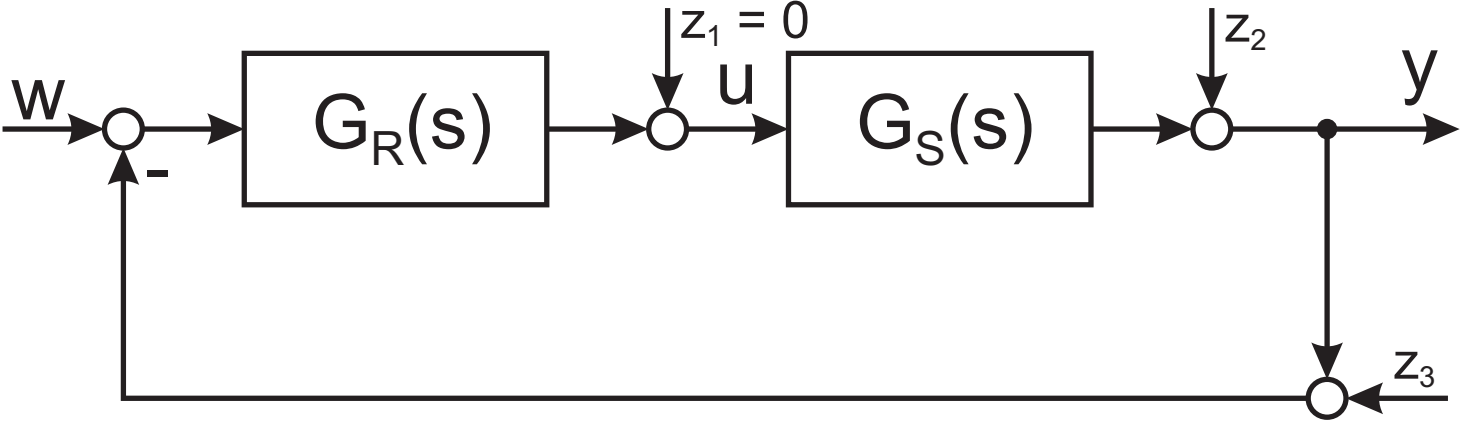 z₁ = 0
z₂
w
G_R(s)
u
G_S(s)
y
-
z₃